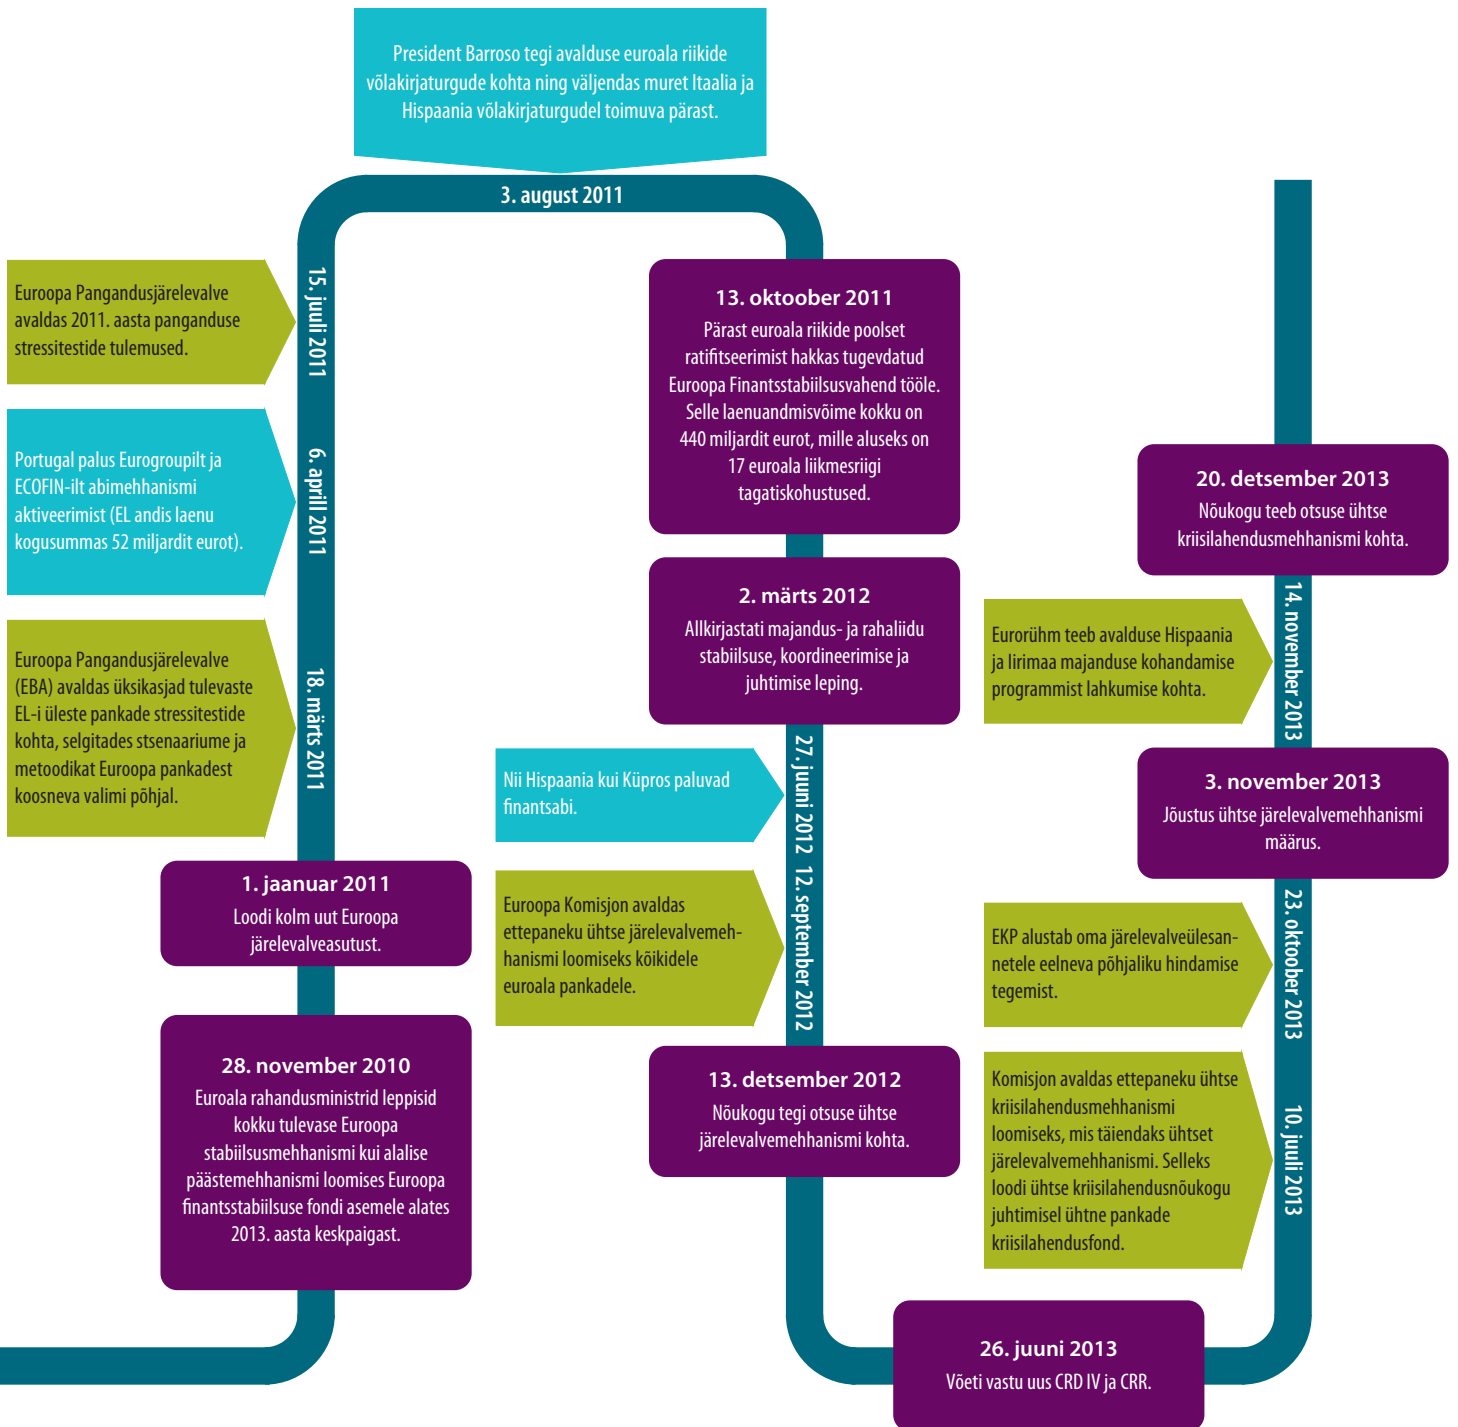 President Barroso tegi avalduse euroala riikide
võlakirjaturgude kohta ning väljendas muret Itaalia ja
Hispaania võlakirjaturgudel toimuva pärast.
3. august 2011
Euroopa Pangandusjärelevalve
avaldas 2011. aasta panganduse
stressitestide tulemused.
15. juuli 2011
Portugal palus Eurogroupilt ja
ECOFIN-ilt abimehhanismi
aktiveerimist (EL andis laenu
kogusummas 52 miljardit eurot).
6. aprill 2011
Euroopa Pangandusjärelevalve
(EBA) avaldas üksikasjad tulevaste
EL-i üleste pankade stressitestide
kohta, selgitades stsenaariume ja
metoodikat Euroopa pankadest
koosneva valimi põhjal.
18. märts 2011
1. jaanuar 2011
Loodi kolm uut Euroopa
järelevalveasutust.
28. november 2010
Euroala rahandusministrid leppisid
kokku tulevase Euroopa
stabiilsusmehhanismi kui alalise
päästemehhanismi loomises Euroopa
finantsstabiilsuse fondi asemele alates
2013. aasta keskpaigast.
13. oktoober 2011
Pärast euroala riikide poolset
ratifitseerimist hakkas tugevdatud
Euroopa Finantsstabiilsusvahend tööle.
Selle laenuandmisvõime kokku on
440 miljardit eurot, mille aluseks on
17 euroala liikmesriigi
tagatiskohustused.
2. märts 2012
Allkirjastati majandus- ja rahaliidu
stabiilsuse, koordineerimise ja
juhtimise leping.
Nii Hispaania kui Küpros paluvad
finantsabi.
27. juuni 2012
Euroopa Komisjon avaldas
ettepaneku ühtse järelevalvemeh-
hanismi loomiseks kõikidele
euroala pankadele.
12. september 2012
13. detsember 2012
Nõukogu tegi otsuse ühtse
järelevalvemehhanismi kohta.
26. juuni 2013
Võeti vastu uus CRD IV ja CRR.
20. detsember 2013
Nõukogu teeb otsuse ühtse
kriisilahendusmehhanismi kohta.
Eurorühm teeb avalduse Hispaania
ja Iirimaa majanduse kohandamise
programmist lahkumise kohta.
14. november 2013
3. november 2013
Jõustus ühtse järelevalvemehhanismi
määrus.
EKP alustab oma järelevalveülesan-
netele eelneva põhjaliku hindamise
tegemist.
23. oktoober 2013
Komisjon avaldas ettepaneku ühtse
kriisilahendusmehhanismi
loomiseks, mis täiendaks ühtset
järelevalvemehhanismi. Selleks
loodi ühtse kriisilahendusnõukogu
juhtimisel ühtne pankade
kriisilahendusfond.
10. juuli 2013